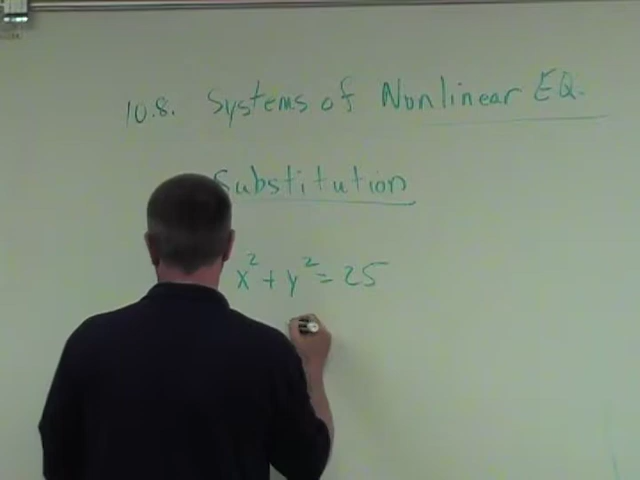 10.8. Systems of Nonlinear EQ.
Substitution
x² + y² = 25